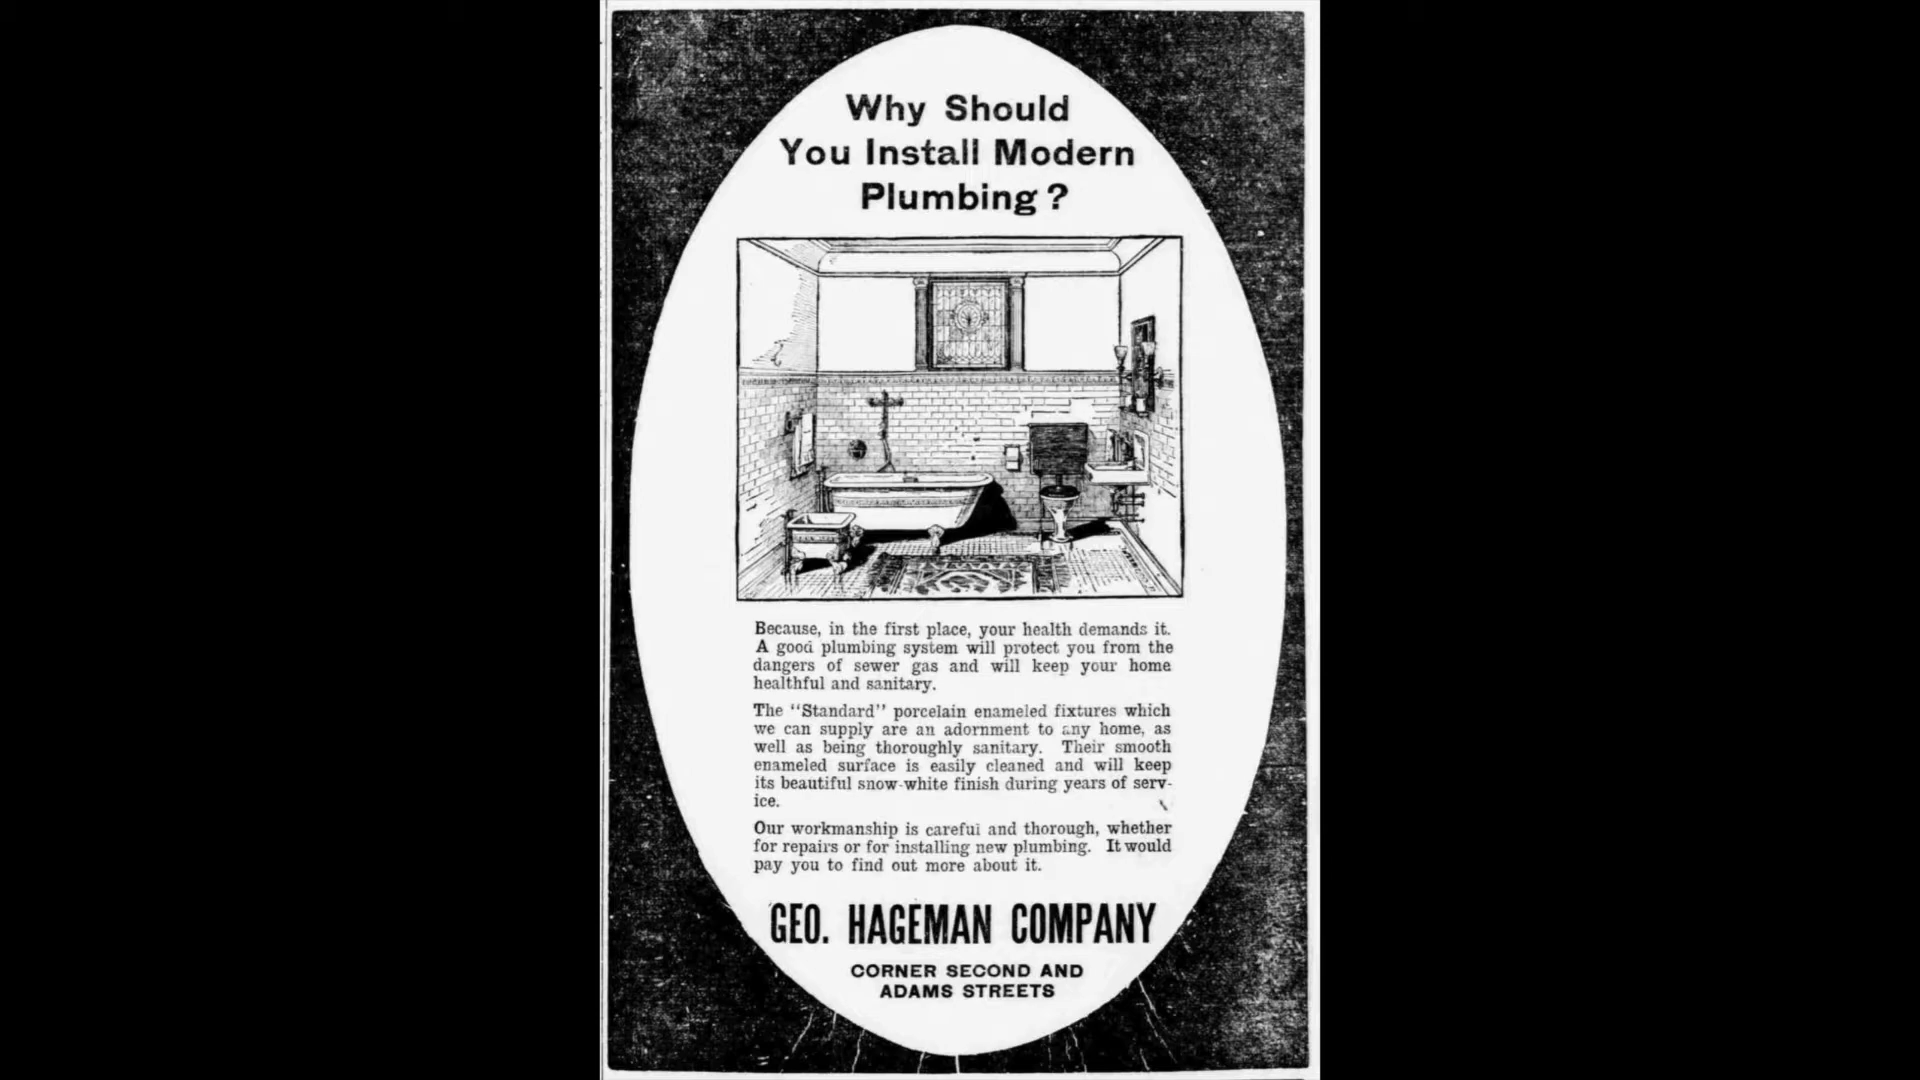 Why Should
You Install Modern
Plumbing?
Because, in the first place, your health demands it.
A good plumbing system will protect you from the
dangers of sewer gas and will keep your home
healthful and sanitary.
The "Standard" porcelain enameled fixtures which
we can supply are an adornment to any home, as
well as being thoroughly sanitary. Their smooth
enameled surface is easily cleaned and will keep
its beautiful snow-white finish during years of serv-
ice.
Our workmanship is careful and thorough, whether
for repairs or for installing new plumbing. It would
pay you to find out more about it.
GEO. HAGEMAN COMPANY
CORNER SECOND AND
ADAMS STREETS